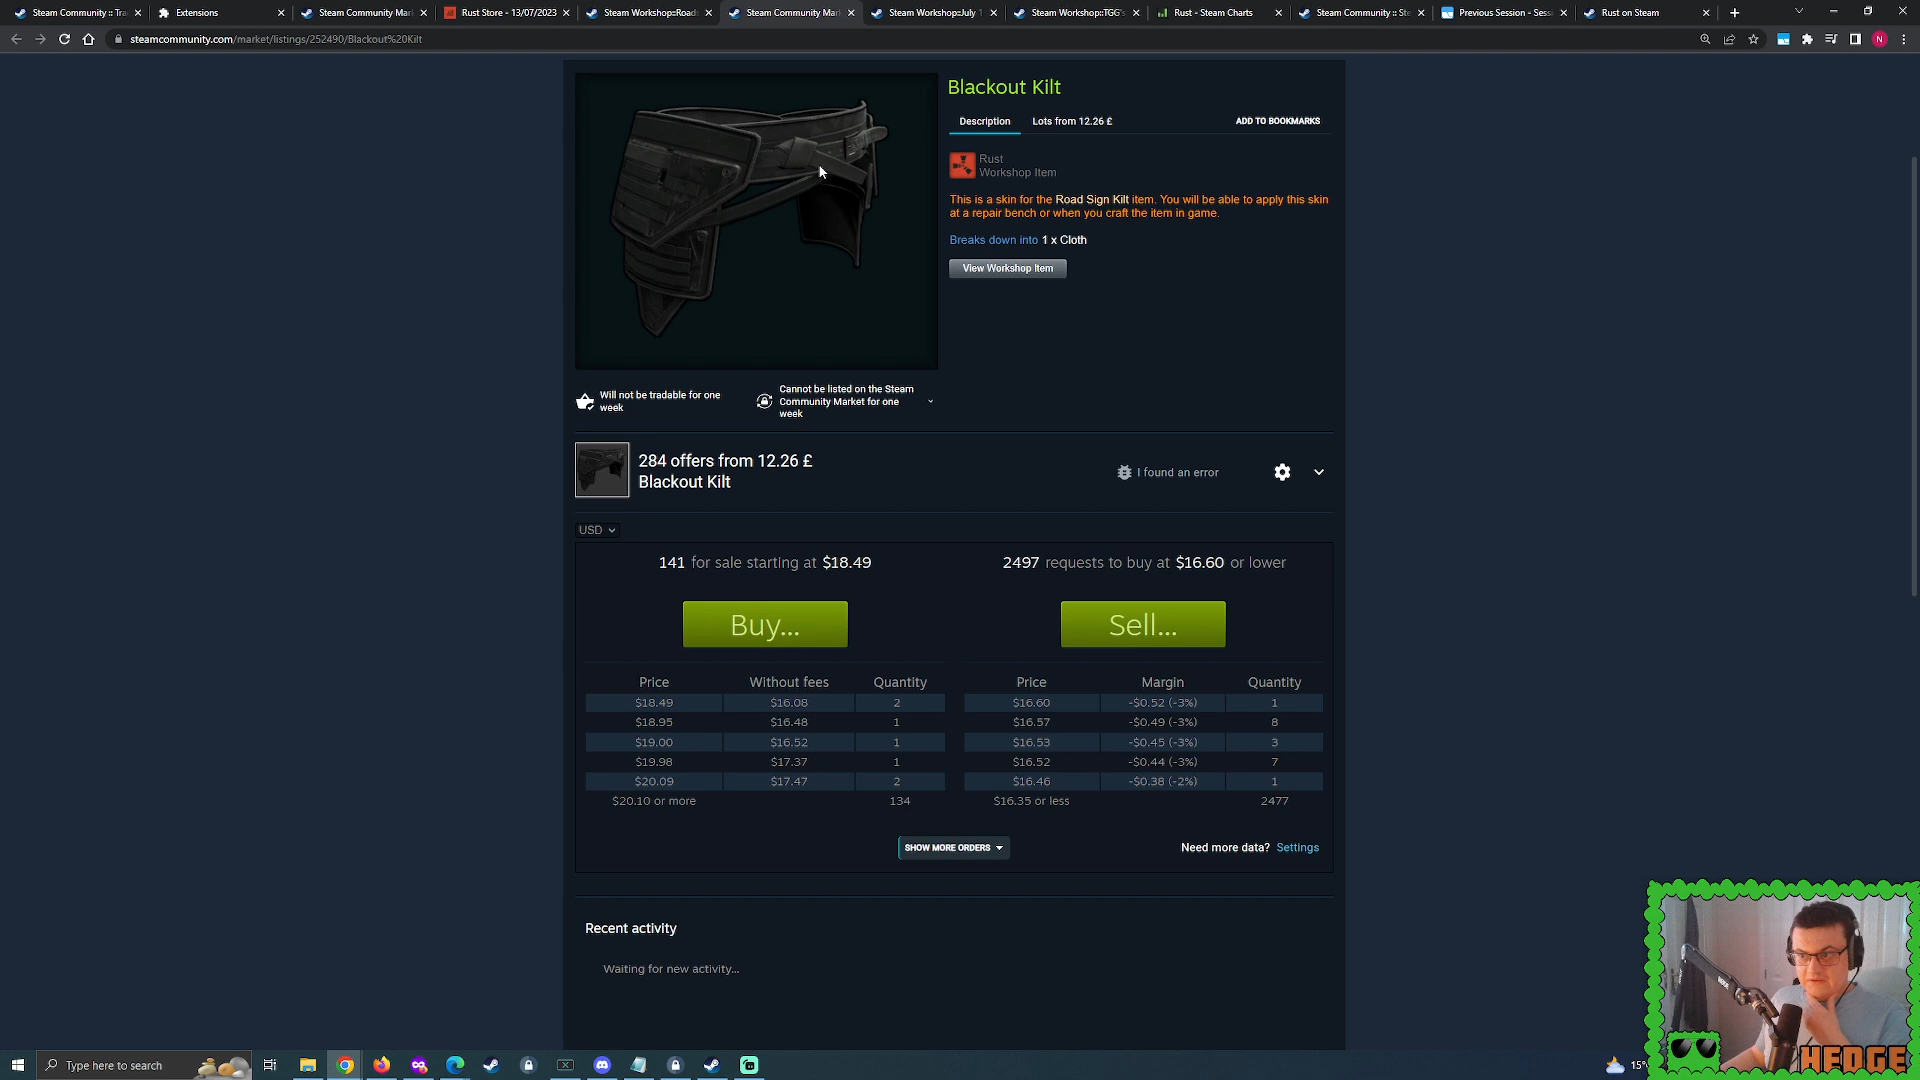 Steam Community :: Tra
Extensions
Steam Community Mar
Rust Store - 13/07/2023
Steam Workshop::Road
Steam Community Mar
Steam Workshop::July 1
Steam Workshop::TGG's
Rust - Steam Charts
Steam Community :: Ste
Previous Session - Sess
Rust on Steam
steamcommunity.com/market/listings/252490/Blackout%20Kilt
N
Blackout Kilt
Description
Lots from 12.26 £
ADD TO BOOKMARKS
Rust
Workshop Item
This is a skin for the Road Sign Kilt item. You will be able to apply this skin
at a repair bench or when you craft the item in game.
Breaks down into 1 x Cloth
View Workshop Item
Will not be tradable for one
week
Cannot be listed on the Steam
Community Market for one
week
284 offers from 12.26 £
Blackout Kilt
I found an error
USD
141 for sale starting at $18.49
2497 requests to buy at $16.60 or lower
Buy...
Sell...
Price Without fees Quantity
$18.49 $16.08 2
$18.95 $16.48 1
$19.00 $16.52 1
$19.98 $17.37 1
$20.09 $17.47 2
$20.10 or more 134
Price Margin Quantity
$16.60 -$0.52 (-3%) 1
$16.57 -$0.49 (-3%) 8
$16.53 -$0.45 (-3%) 3
$16.52 -$0.44 (-3%) 7
$16.46 -$0.38 (-2%) 1
$16.35 or less 2477
SHOW MORE ORDERS
Need more data? Settings
Recent activity
Waiting for new activity...
Type here to search
15°
HEDGE